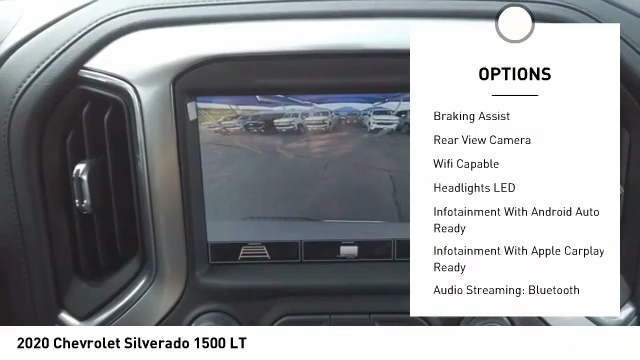 OPTIONS
Braking Assist
Rear View Camera
Wifi Capable
Headlights LED
Infotainment With Android Auto
Ready
Infotainment With Apple Carplay
Ready
Audio Streaming: Bluetooth
2020 Chevrolet Silverado 1500 LT